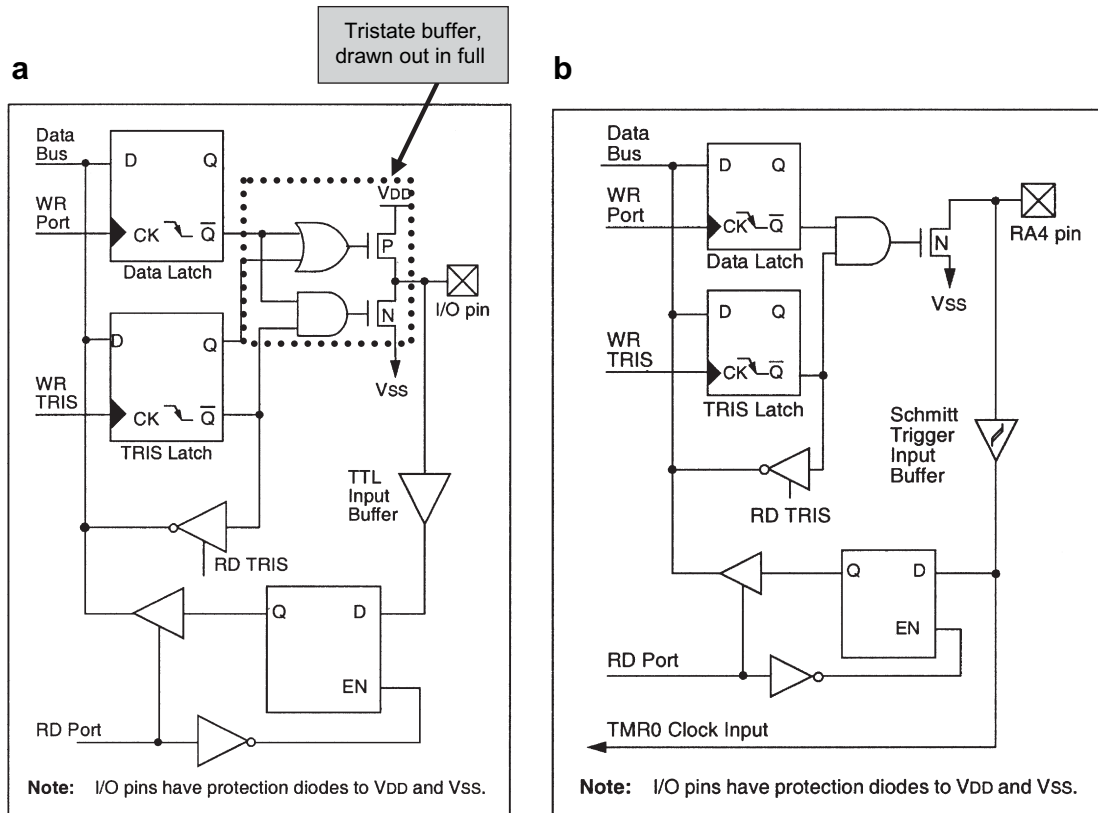 Tristate buffer,
drawn out in full
a
Data
Bus
D
Q
VDD
WR
Port
CK
Q
P
Data Latch
I/O pin
N
D
Q
VSS
WR
TRIS
CK
Q
TRIS Latch
TTL
Input
Buffer
RD TRIS
Q
D
EN
RD Port
Note: I/O pins have protection diodes to VDD and VSS.
b
Data
Bus
D
Q
WR
Port
CK
Q
N
RA4 pin
Data Latch
VSS
D
Q
WR
TRIS
CK
Q
TRIS Latch
Schmitt
Trigger
Input
Buffer
RD TRIS
Q
D
EN
RD Port
TMR0 Clock Input
Note: I/O pins have protection diodes to VDD and VSS.